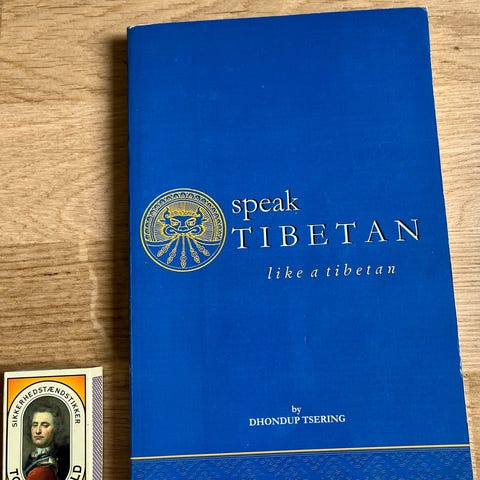 speak
TIBETAN
like a tibetan
by
DHONDUP TSERING
SIKKERHEDSTÆNDSTIKKER